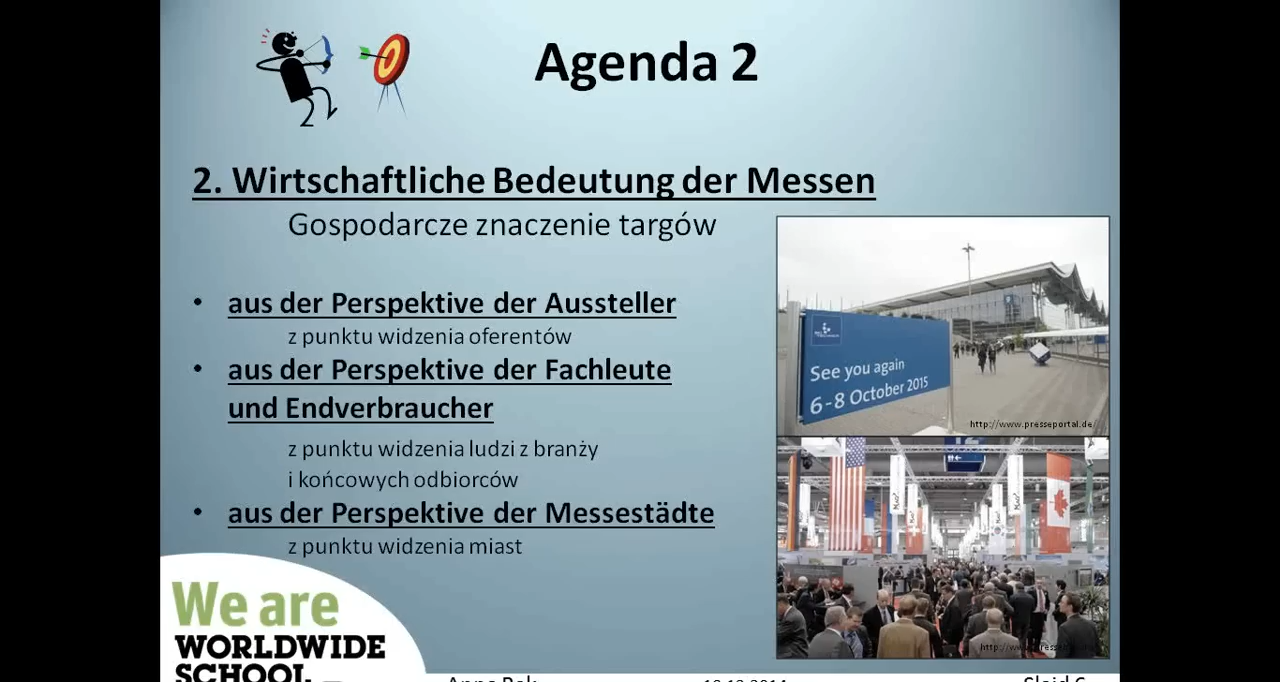 Agenda 2
2. Wirtschaftliche Bedeutung der Messen
Gospodarcze znaczenie targów
• aus der Perspektive der Aussteller
z punktu widzenia oferentów
• aus der Perspektive der Fachleute
und Endverbraucher
z punktu widzenia ludzi z branży
i końcowych odbiorców
• aus der Perspektive der Messestädte
z punktu widzenia miast
See you again
6-8 October 2015
http://www.presseportal.de/
12
We are
WORLDWIDE
SCHOOL